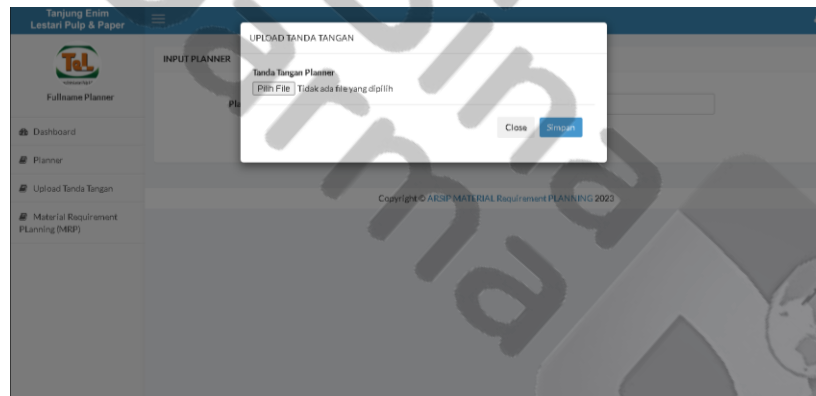 Tanjung Enim
Lestari Pulp & Paper
TeL
Fullname Planner
Dashboard
Planner
Upload Tanda Tangan
Material Requirement
PLanning (MRP)
INPUT PLANNER
UPLOAD TANDA TANGAN
Tanda Tangan Planner
Pilih File Tidak ada file yang dipilih
Close Simpan
Copyright © ARSIP MATERIAL Requirement PLANNING 2023